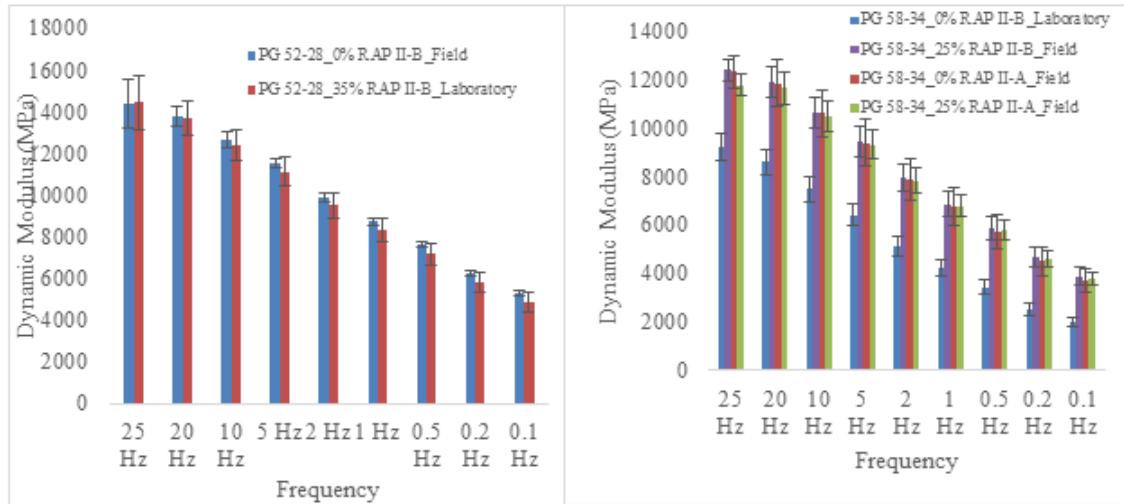 18000
16000
14000
12000
10000
8000
6000
4000
2000
0
Dynamic Modulus (MPa)
PG 52-28_0% RAP II-B_Field
PG 52-28_35% RAP II-B_Laboratory
25 Hz
20 Hz
10 Hz
5 Hz
2 Hz
1 Hz
0.5 Hz
0.2 Hz
0.1 Hz
Frequency
14000
12000
10000
8000
6000
4000
2000
0
Dynamic Modulus (MPa)
PG 58-34_0% RAP II-B_Laboratory
PG 58-34_25% RAP II-B_Field
PG 58-34_0% RAP II-A_Field
PG 58-34_25% RAP II-A_Field
25 Hz
20 Hz
10 Hz
5 Hz
2 Hz
1 Hz
0.5 Hz
0.2 Hz
0.1 Hz
Frequency